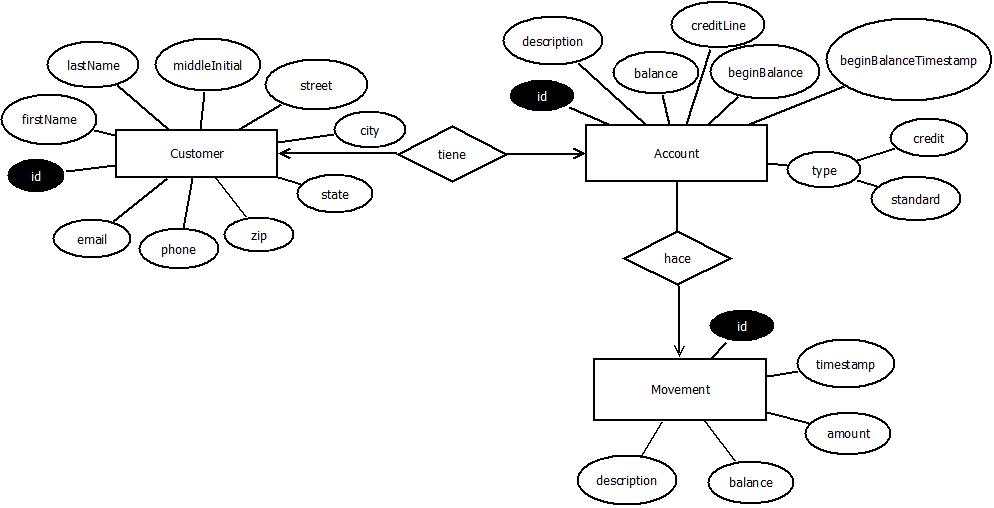 creditLine
description
lastName
middleInitial
balance
beginBalance
beginBalanceTimestamp
street
id
firstName
city
credit
Customer
tiene
Account
type
id
state
standard
email
phone
zip
hace
id
timestamp
Movement
amount
description
balance